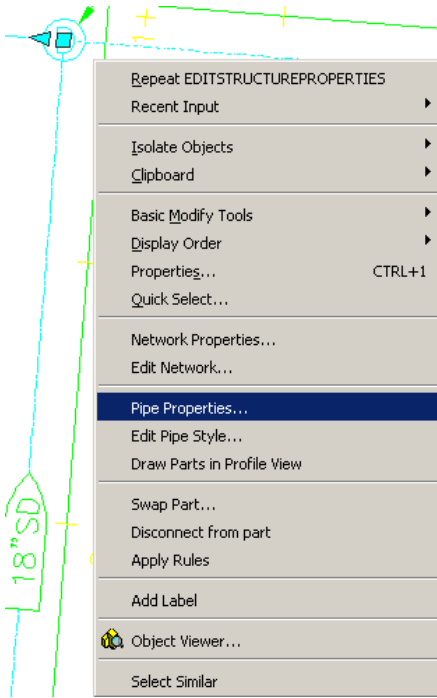 Repeat EDITSTRUCTUREPROPERTIES
Recent Input
Isolate Objects
Clipboard
Basic Modify Tools
Display Order
Properties... CTRL+1
Quick Select...
Network Properties...
Edit Network...
Pipe Properties...
Edit Pipe Style...
Draw Parts in Profile View
Swap Part...
Disconnect from part
Apply Rules
Add Label
Object Viewer...
Select Similar
18"SD